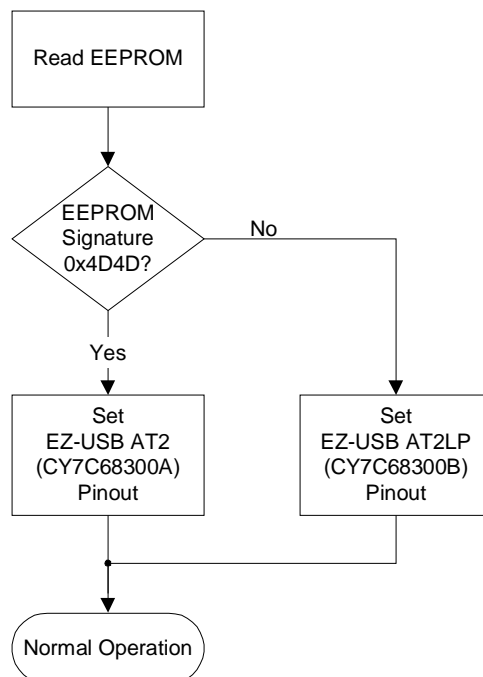 Read EEPROM
EEPROM
Signature
0x4D4D?
No
Yes
Set
EZ-USB AT2
(CY7C68300A)
Pinout
Set
EZ-USB AT2LP
(CY7C68300B)
Pinout
Normal Operation